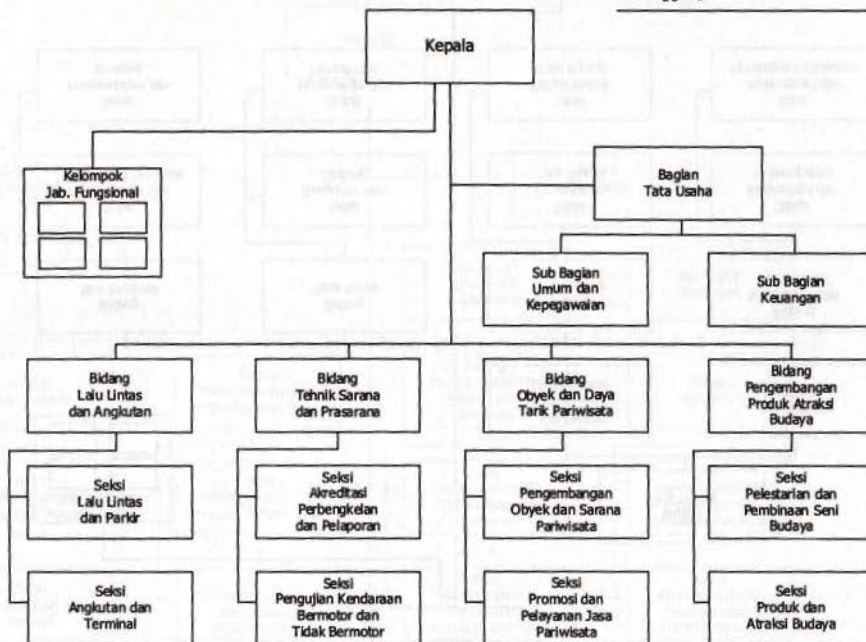 Kepala
Kelompok
Jab. Fungsional
Bagian
Tata Usaha
Sub Bagian
Umum dan
Kepegawaian
Sub Bagian
Keuangan
Bidang
Lalu Lintas
dan Angkutan
Bidang
Tehnik Sarana
dan Prasarana
Bidang
Obyek dan Daya
Tarik Pariwisata
Bidang
Pengembangan
Produk Atraksi
Budaya
Seksi
Lalu Lintas
dan Parkir
Seksi
Akreditasi
Perbengkelan
dan Pelaporan
Seksi
Pengembangan
Obyek dan Sarana
Pariwisata
Seksi
Pelestarian dan
Pembinaan Seni
Budaya
Seksi
Angkutan dan
Terminal
Seksi
Pengujian Kendaraan
Bermotor dan
Tidak Bermotor
Seksi
Promosi dan
Pelayanan Jasa
Pariwisata
Seksi
Produk dan
Atraksi Budaya